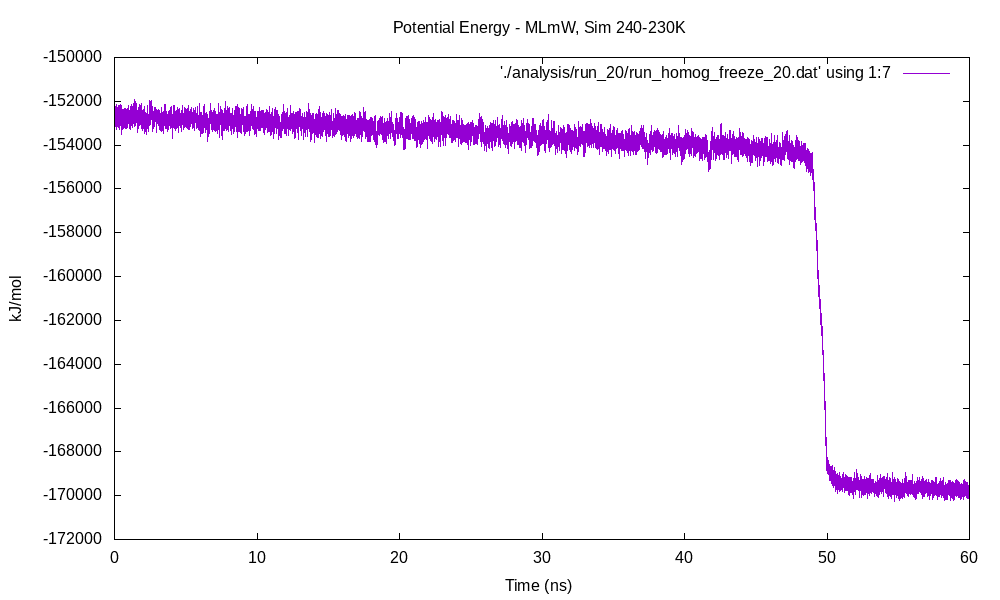 Potential Energy - MLmW, Sim 240-230K
'./analysis/run_20/run_homog_freeze_20.dat' using 1:7
-150000
-152000
-154000
-156000
-158000
-160000
-162000
-164000
-166000
-168000
-170000
-172000
kJ/mol
0 10 20 30 40 50 60
Time (ns)